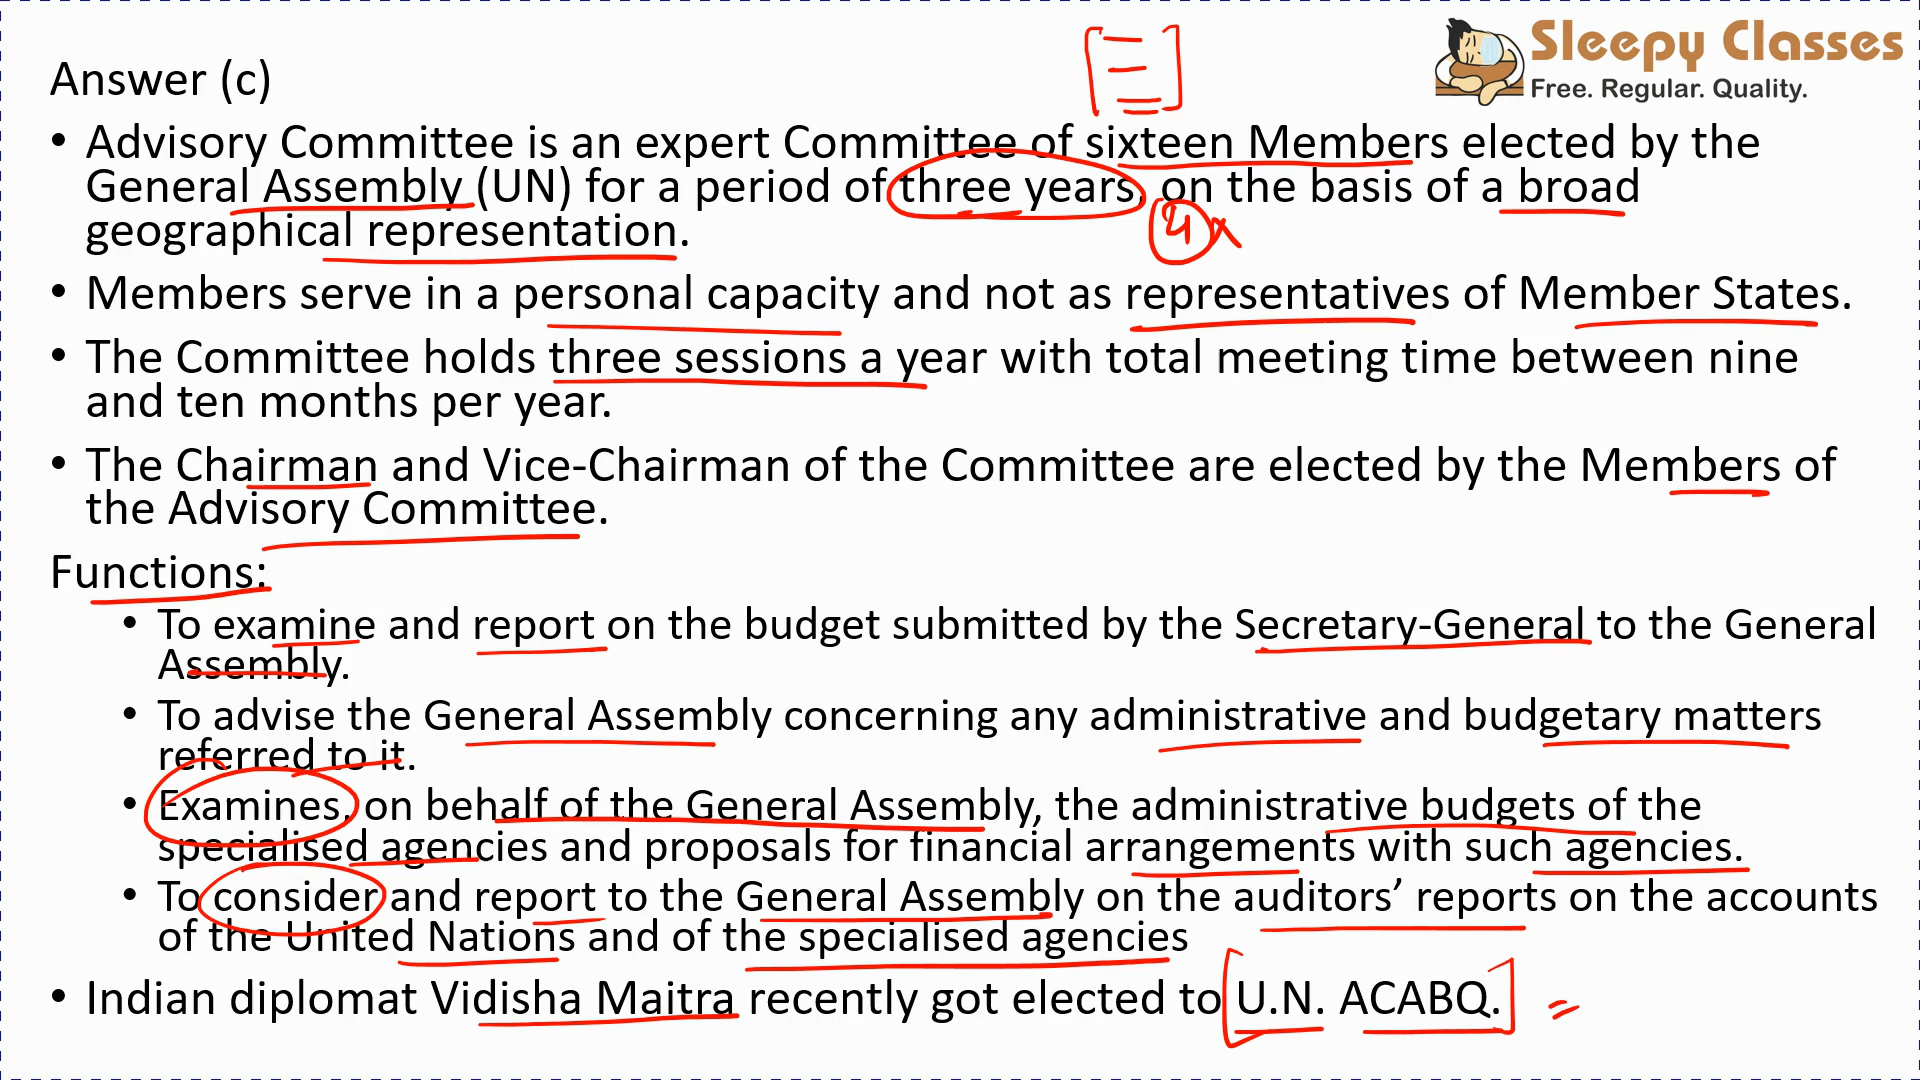 Sleepy Classes
Free. Regular. Quality.
Answer (c)
• Advisory Committee is an expert Committee of sixteen Members elected by the
General Assembly (UN) for a period of three years, on the basis of a broad
geographical representation.
4x
• Members serve in a personal capacity and not as representatives of Member States.
• The Committee holds three sessions a year with total meeting time between nine
and ten months per year.
• The Chairman and Vice-Chairman of the Committee are elected by the Members of
the Advisory Committee.
Functions:
• To examine and report on the budget submitted by the Secretary-General to the General
Assembly.
• To advise the General Assembly concerning any administrative and budgetary matters
referred to it.
• Examines, on behalf of the General Assembly, the administrative budgets of the
specialised agencies and proposals for financial arrangements with such agencies.
• To consider and report to the General Assembly on the auditors’ reports on the accounts
of the United Nations and of the specialised agencies
• Indian diplomat Vidisha Maitra recently got elected to U.N. ACABQ.